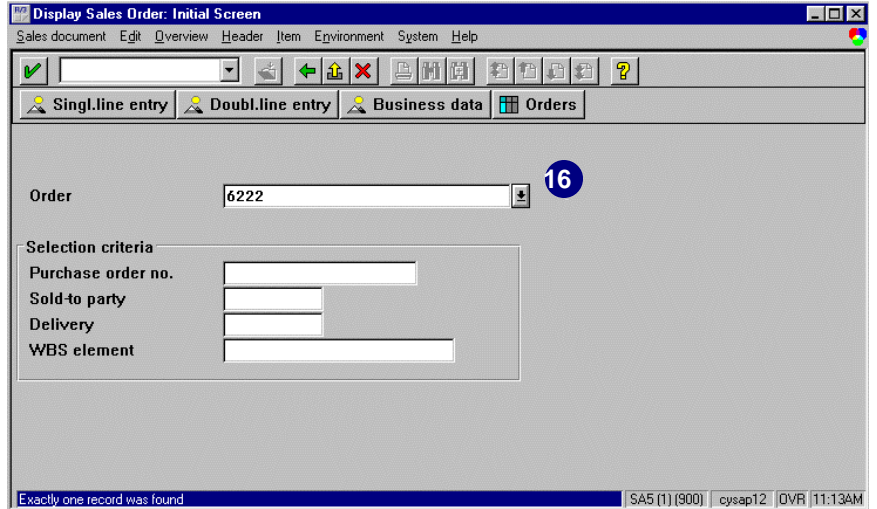 Display Sales Order: Initial Screen
Sales document Edit Overview Header Item Environment System Help
Singl.line entry Doubl.line entry Business data Orders
16
Order 6222
Selection criteria
Purchase order no.
Sold-to party
Delivery
WBS element
Exactly one record was found SA5 (1) (900) cysap12 OVR 11:13AM